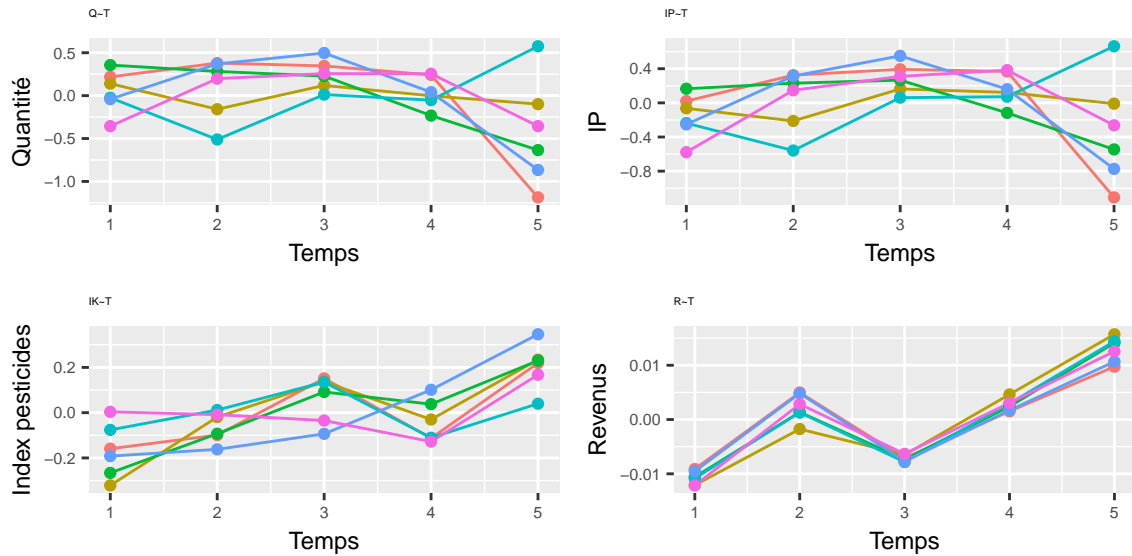 Q~T
Quantité
0.5
0.0
−0.5
−1.0
1 2 3 4 5
Temps
IP~T
IP
0.4
0.0
−0.4
−0.8
1 2 3 4 5
Temps
IK~T
Index pesticides
0.2
0.0
−0.2
1 2 3 4 5
Temps
R~T
Revenus
0.01
0.00
−0.01
1 2 3 4 5
Temps